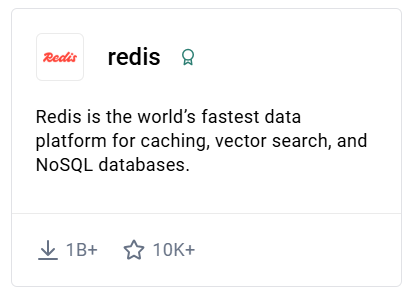 Redis
redis
Redis is the world’s fastest data
platform for caching, vector search, and
NoSQL databases.
1B+
10K+